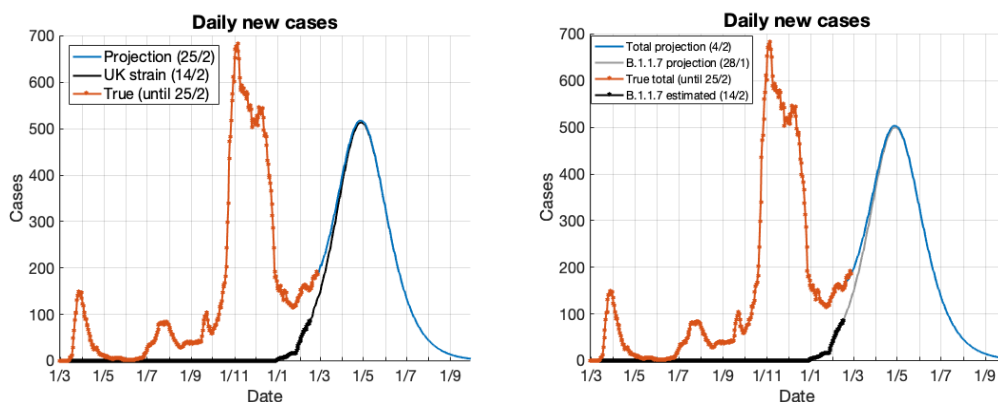 Daily new cases
Projection (25/2)
UK strain (14/2)
True (until 25/2)
700
600
500
400
300
200
100
0
Cases
1/3 1/5 1/7 1/9 1/11 1/1 1/3 1/5 1/7 1/9
Date
Daily new cases
Total projection (4/2)
B.1.1.7 projection (28/1)
True total (until 25/2)
B.1.1.7 estimated (14/2)
700
600
500
400
300
200
100
0
Cases
1/3 1/5 1/7 1/9 1/11 1/1 1/3 1/5 1/7 1/9
Date